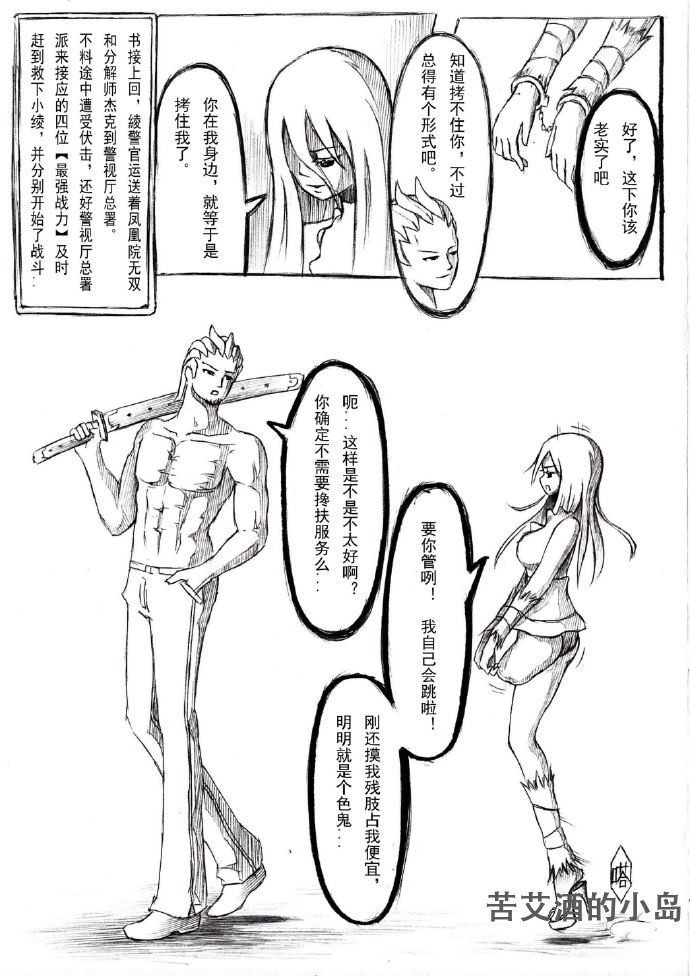 书接上回，綾警官运送着凤凰院无双
和分解师杰克到警视厅总署。
不料途中遭受伏击，还好警视厅总署
派来接应的四位【最强战力】及时
赶到救下小绫，并分别开始了战斗..
好了，这下你该
老实了吧
知道拷不住你，不过
总得有个形式吧。
你在我身边，就等于是
拷住我了。
呃...这样是不是不太好啊？
你确定不需要搀扶服务么...
要你管咧！ 我自己会跳啦！
刚还摸我残肢占我便宜，
明明就是个色鬼...
嗒
苦艾酒的小岛